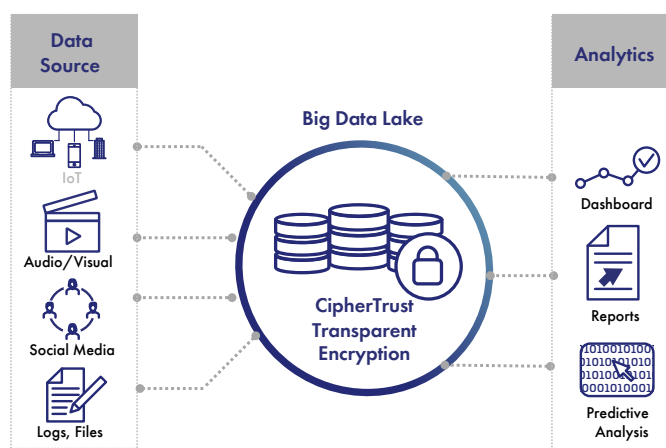 Data
Source
IoT
Audio/Visual
Social Media
Logs, Files
Big Data Lake
CipherTrust
Transparent
Encryption
Analytics
Dashboard
Reports
Predictive
Analysis